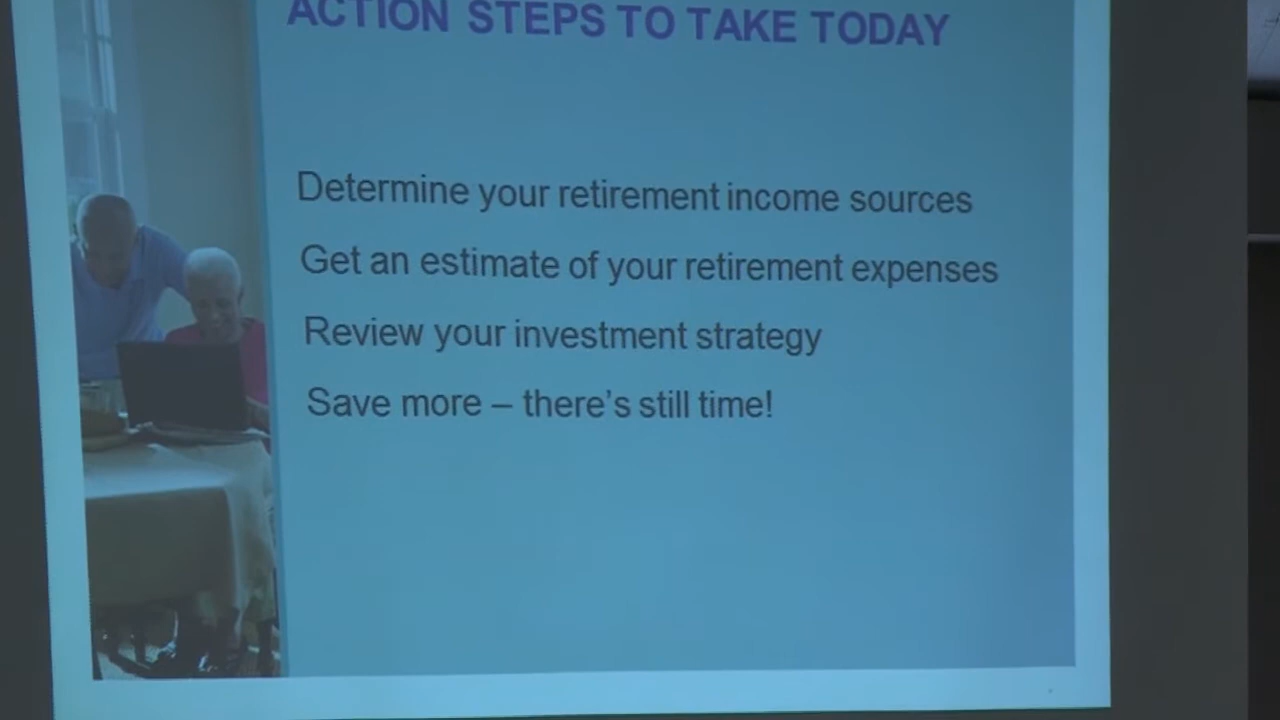 ACTION STEPS TO TAKE TODAY
Determine your retirement income sources
Get an estimate of your retirement expenses
Review your investment strategy
Save more – there's still time!